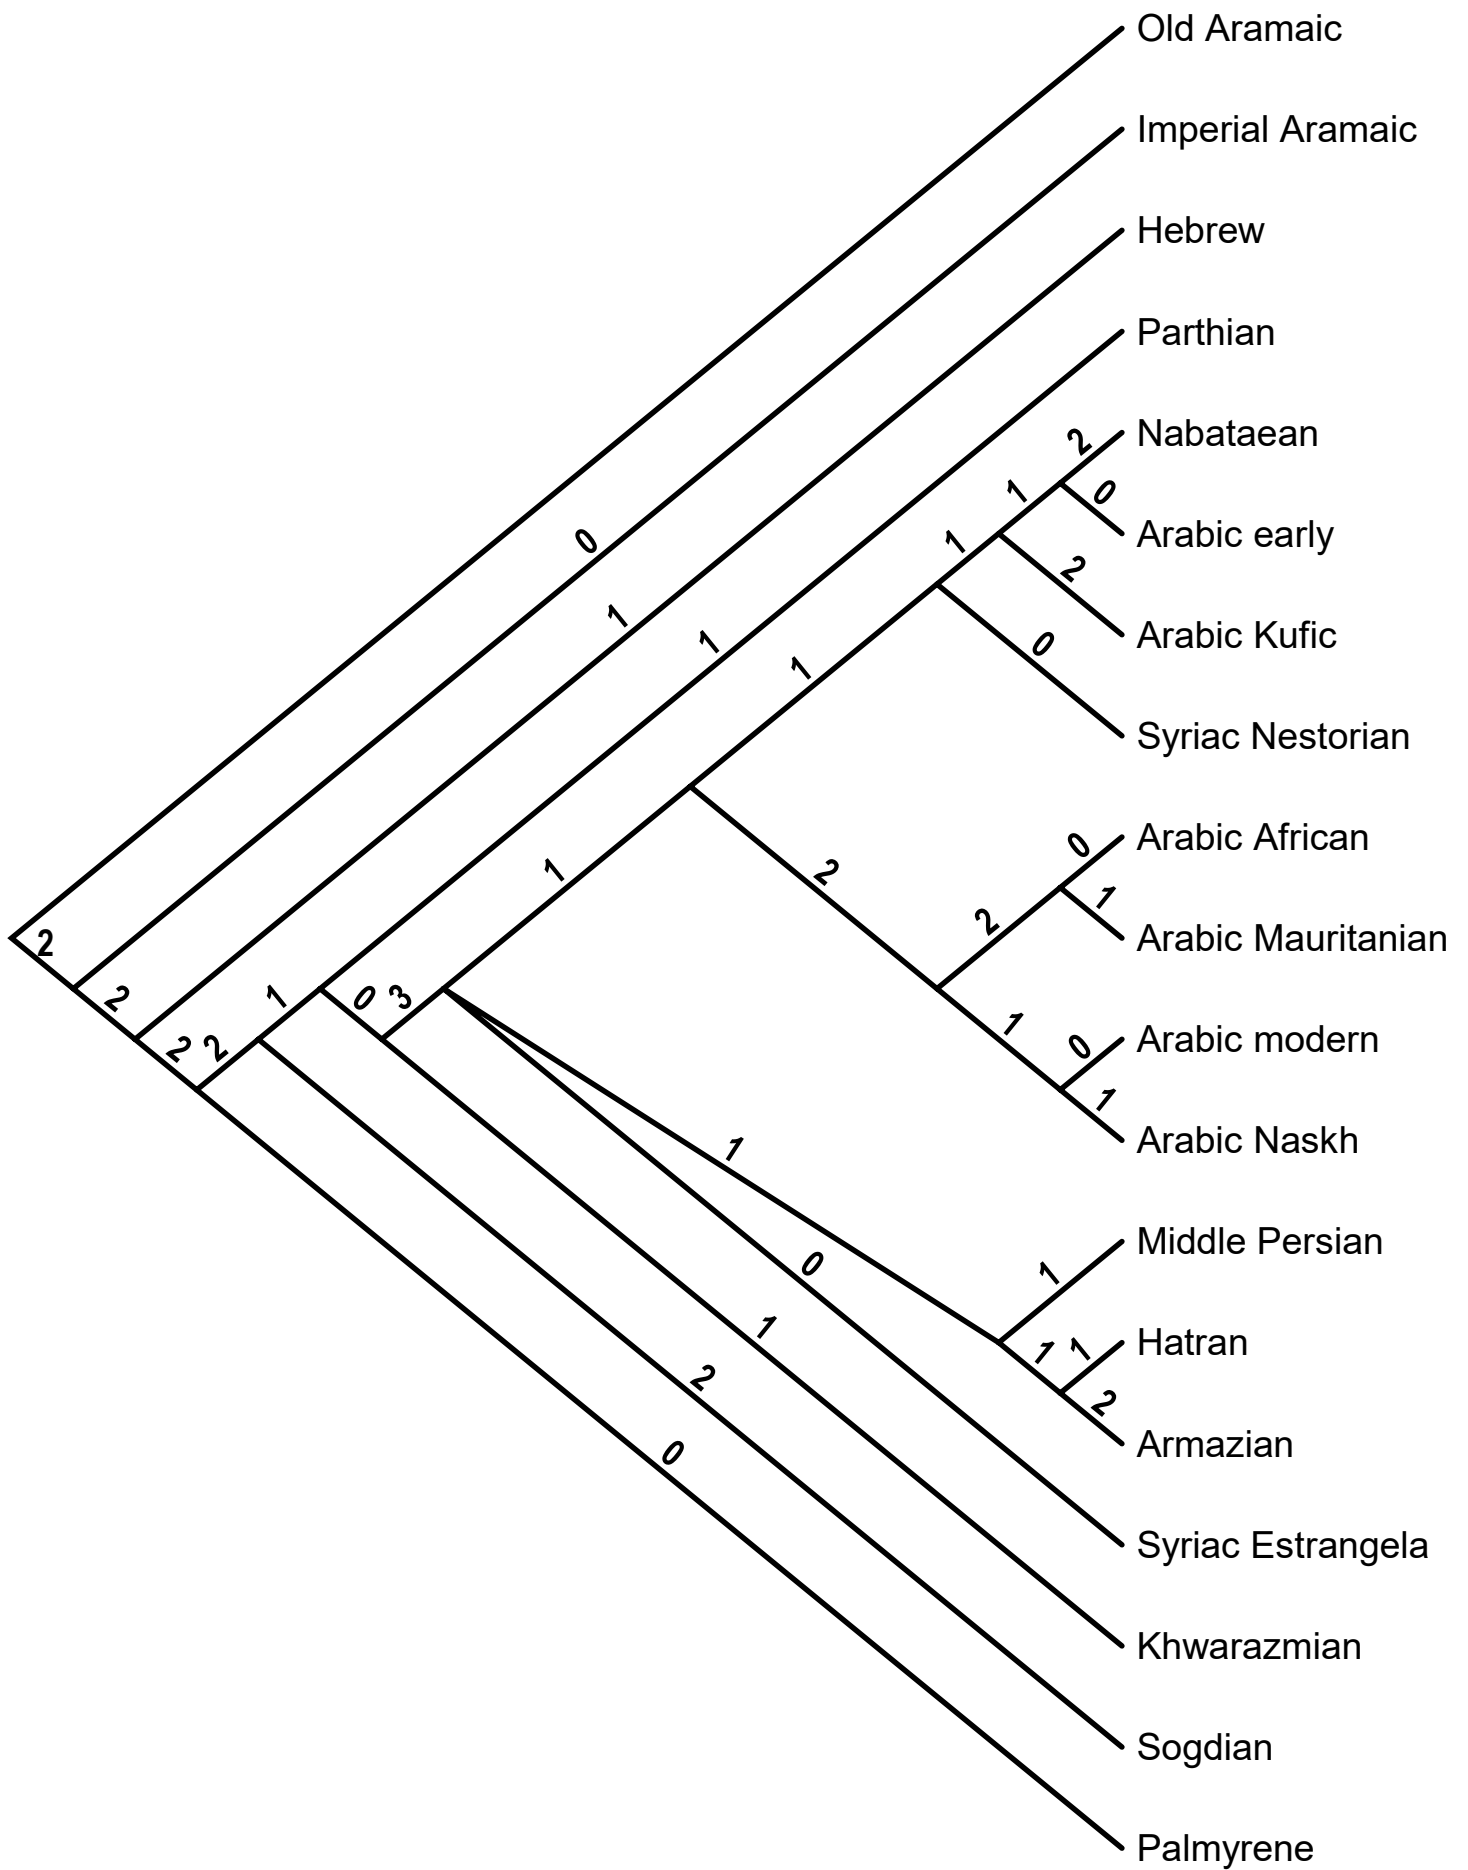 Old Aramaic
Imperial Aramaic
Hebrew
Parthian
2
Nabataean
1
0
1
Arabic early
0
2
1
Arabic Kufic
1
0
1
Syriac Nestorian
0
Arabic African
1
2
1
2
Arabic Mauritanian
2
2
1
0
3
1
0
Arabic modern
2
2
1
Arabic Naskh
1
Middle Persian
0
1
1
1
1
Hatran
2
2
Armazian
0
Syriac Estrangela
Khwarazmian
Sogdian
Palmyrene